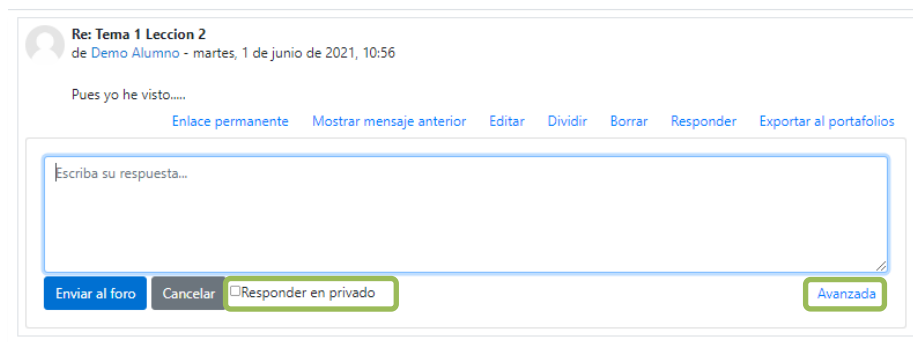 Re: Tema 1 Leccion 2
de Demo Alumno - martes, 1 de junio de 2021, 10:56
Pues yo he visto.....
Enlace permanente Mostrar mensaje anterior Editar Dividir Borrar Responder Exportar al portafolios
Escriba su respuesta...
Enviar al foro Cancelar Responder en privado Avanzada